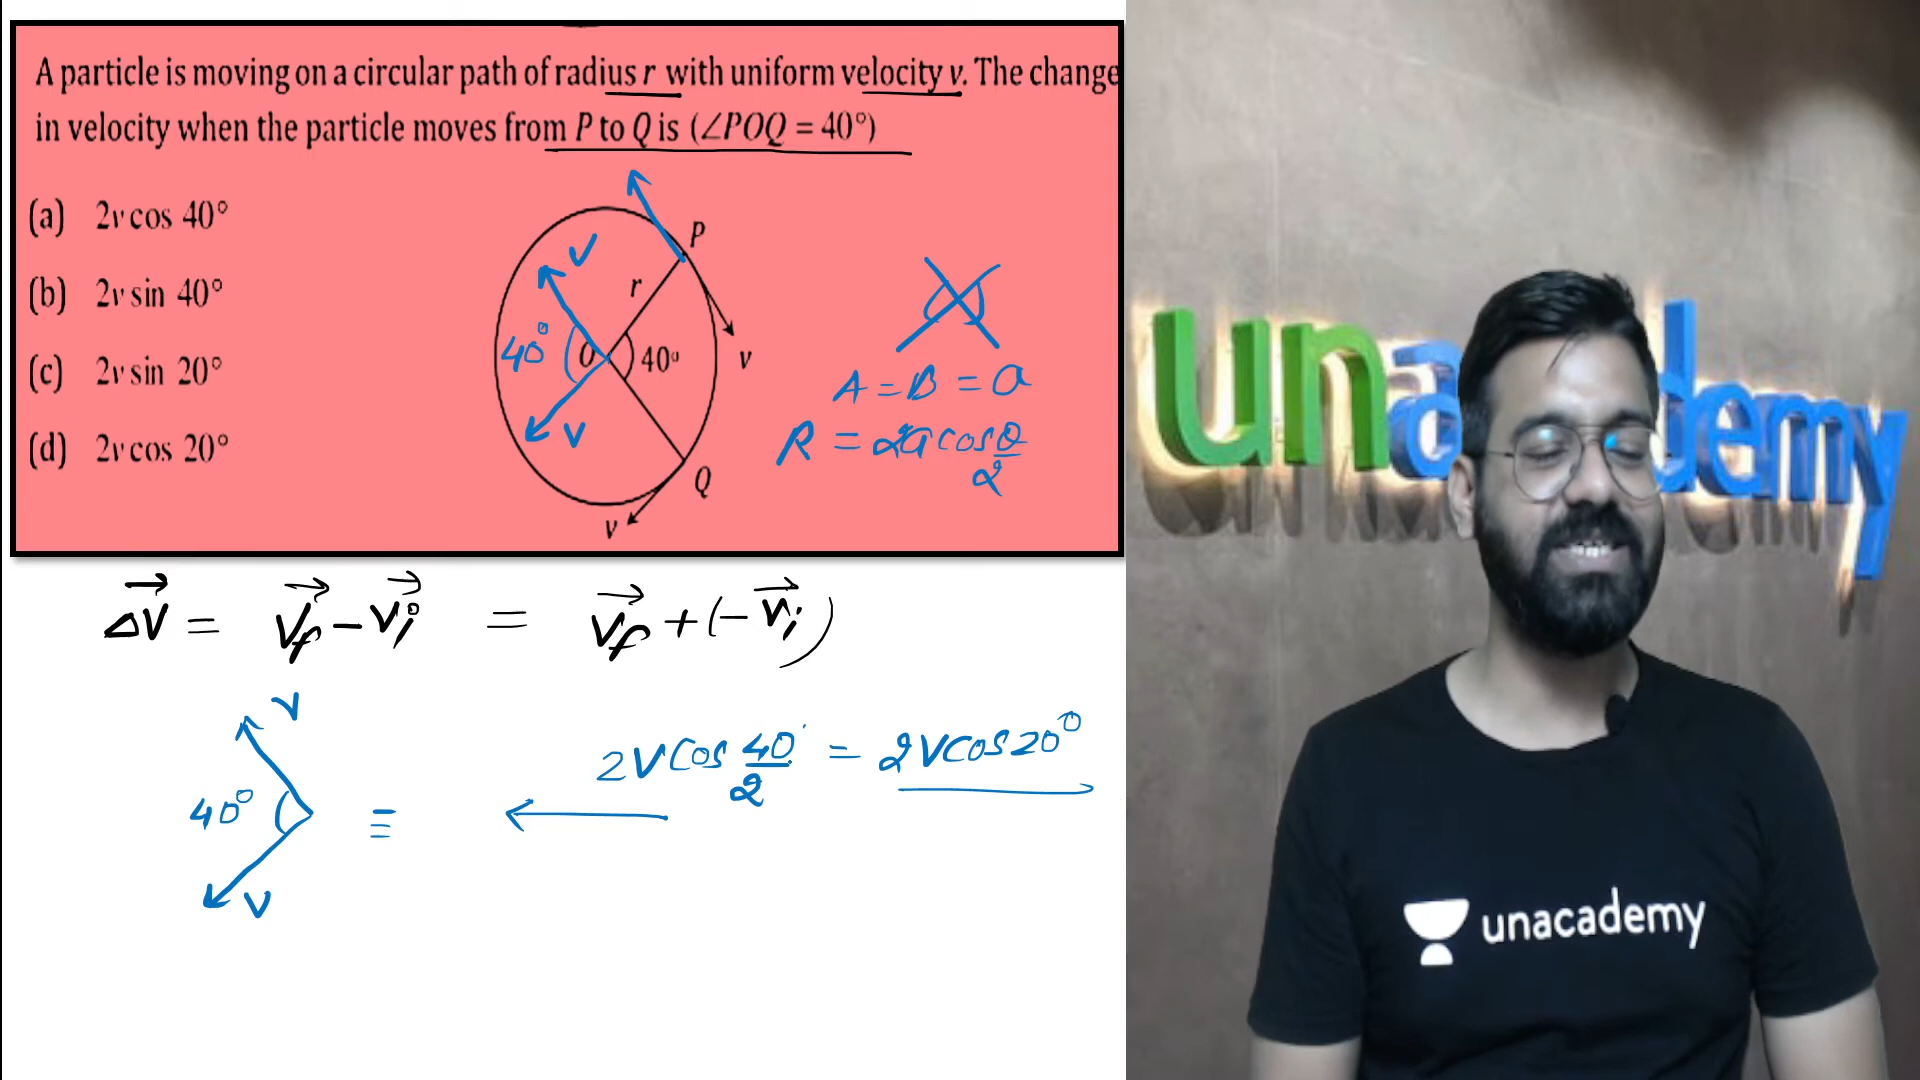 A particle is moving on a circular path of radius r with uniform velocity v. The change
in velocity when the particle moves from P to Q is (∠POQ = 40°)
(a) 2v cos 40°
(b) 2v sin 40°
(c) 2v sin 20°
(d) 2v cos 20°
P
r
O
40°
v
Q
v
V
40°
V
A = B = a
R = 2a cos θ/2
ΔV = Vf - Vi = Vf + (-Vi)
V
40°
V
≡
2V cos 40/2 = 2V cos 20°
unademy
unacademy